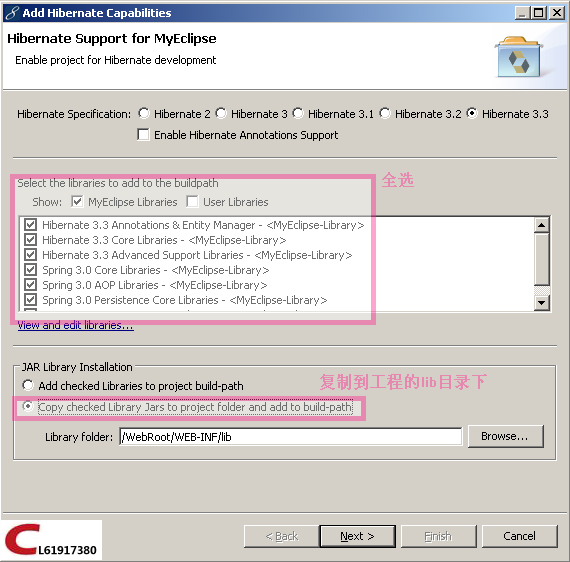 Add Hibernate Capabilities
Hibernate Support for MyEclipse
Enable project for Hibernate development
Hibernate Specification: Hibernate 2 Hibernate 3 Hibernate 3.1 Hibernate 3.2 Hibernate 3.3
Enable Hibernate Annotations Support
全选
Select the libraries to add to the buildpath
Show: MyEclipse Libraries User Libraries
Hibernate 3.3 Annotations & Entity Manager - <MyEclipse-Library>
Hibernate 3.3 Core Libraries - <MyEclipse-Library>
Hibernate 3.3 Advanced Support Libraries - <MyEclipse-Library>
Spring 3.0 Core Libraries - <MyEclipse-Library>
Spring 3.0 AOP Libraries - <MyEclipse-Library>
Spring 3.0 Persistence Core Libraries - <MyEclipse-Library>
View and edit libraries...
JAR Library Installation
Add checked Libraries to project build-path
复制到工程的lib目录下
Copy checked Library Jars to project folder and add to build-path
Library folder: /WebRoot/WEB-INF/lib Browse...
CL61917380
< Back Next > Finish Cancel